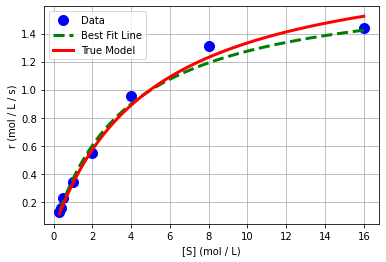 Data
Best Fit Line
True Model
1.4
1.2
1.0
0.8
0.6
0.4
0.2
r (mol / L / s)
0 2 4 6 8 10 12 14 16
[S] (mol / L)